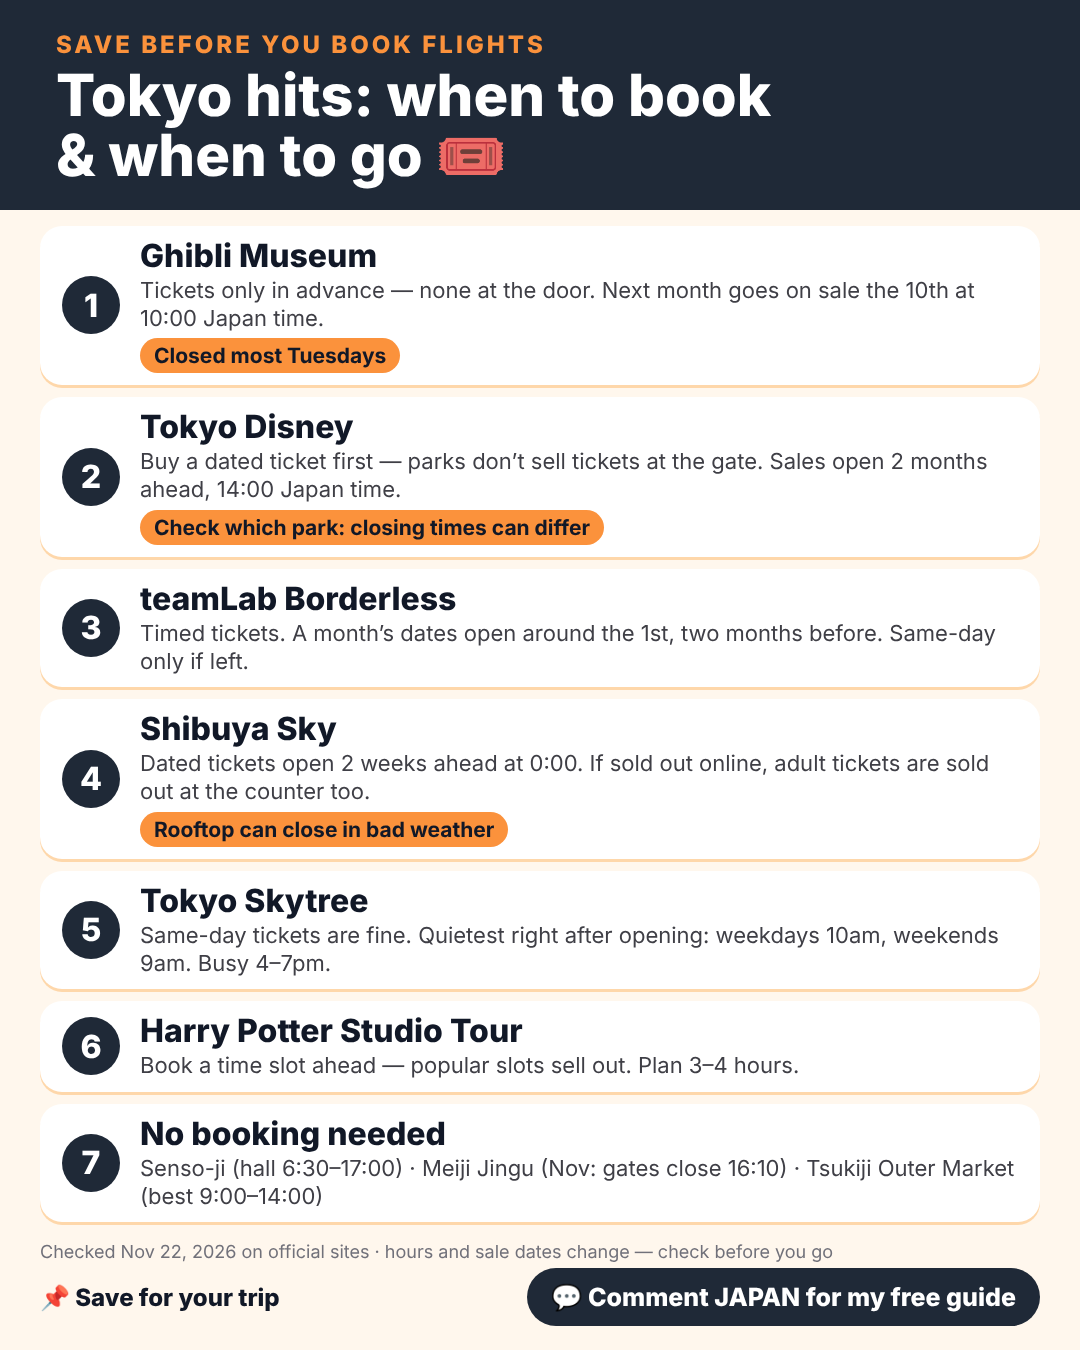 SAVE BEFORE YOU BOOK FLIGHTS
Tokyo hits: when to book
& when to go 🎟️
1
Ghibli Museum
Tickets only in advance — none at the door. Next month goes on sale the 10th at
10:00 Japan time.
Closed most Tuesdays
2
Tokyo Disney
Buy a dated ticket first — parks don’t sell tickets at the gate. Sales open 2 months
ahead, 14:00 Japan time.
Check which park: closing times can differ
3
teamLab Borderless
Timed tickets. A month’s dates open around the 1st, two months before. Same-day
only if left.
4
Shibuya Sky
Dated tickets open 2 weeks ahead at 0:00. If sold out online, adult tickets are sold
out at the counter too.
Rooftop can close in bad weather
5
Tokyo Skytree
Same-day tickets are fine. Quietest right after opening: weekdays 10am, weekends
9am. Busy 4–7pm.
6
Harry Potter Studio Tour
Book a time slot ahead — popular slots sell out. Plan 3–4 hours.
7
No booking needed
Senso-ji (hall 6:30–17:00) · Meiji Jingu (Nov: gates close 16:10) · Tsukiji Outer Market
(best 9:00–14:00)
Checked Nov 22, 2026 on official sites · hours and sale dates change — check before you go
📌 Save for your trip
💬 Comment JAPAN for my free guide